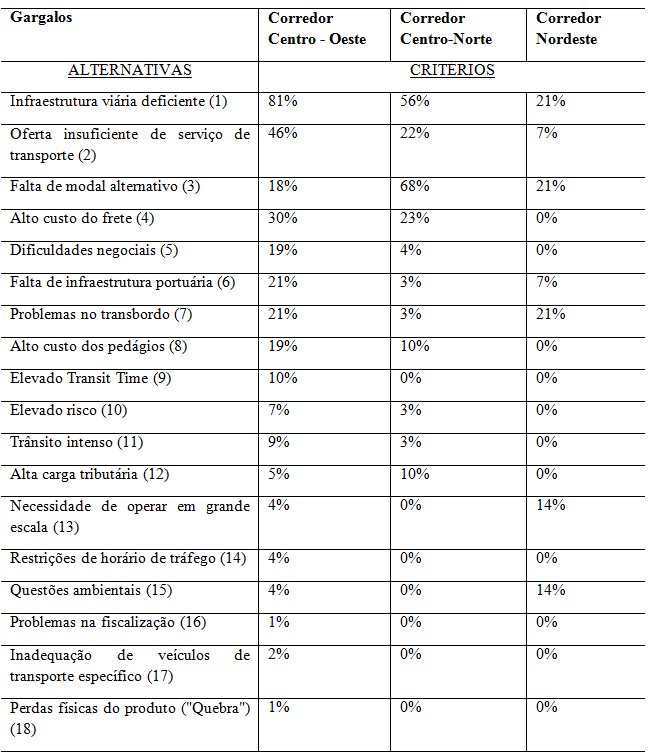 Gargalos Corredor Centro - Oeste Corredor Centro-Norte Corredor Nordeste
ALTERNATIVAS CRITERIOS
Infraestrutura viária deficiente (1) 81% 56% 21%
Oferta insuficiente de serviço de transporte (2) 46% 22% 7%
Falta de modal alternativo (3) 18% 68% 21%
Alto custo do frete (4) 30% 23% 0%
Dificuldades negociais (5) 19% 4% 0%
Falta de infraestrutura portuária (6) 21% 3% 7%
Problemas no transbordo (7) 21% 3% 21%
Alto custo dos pedágios (8) 19% 10% 0%
Elevado Transit Time (9) 10% 0% 0%
Elevado risco (10) 7% 3% 0%
Trânsito intenso (11) 9% 3% 0%
Alta carga tributária (12) 5% 10% 0%
Necessidade de operar em grande escala (13) 4% 0% 14%
Restrições de horário de tráfego (14) 4% 0% 0%
Questões ambientais (15) 4% 0% 14%
Problemas na fiscalização (16) 1% 0% 0%
Inadequação de veículos de transporte específico (17) 2% 0% 0%
Perdas físicas do produto ("Quebra") (18) 1% 0% 0%